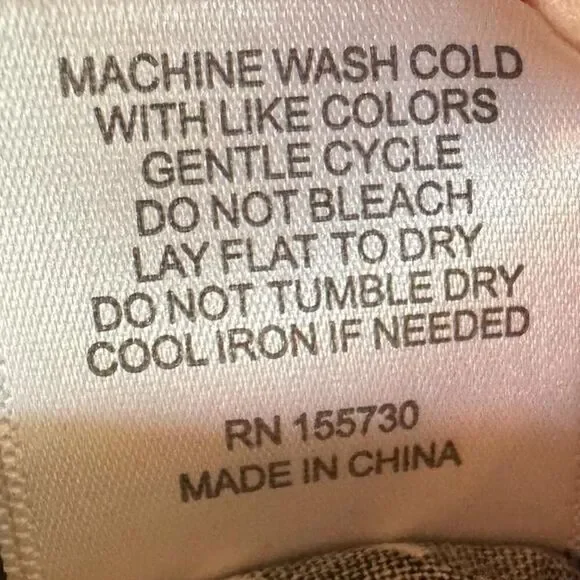 MACHINE WASH COLD
WITH LIKE COLORS
GENTLE CYCLE
DO NOT BLEACH
LAY FLAT TO DRY
DO NOT TUMBLE DRY
COOL IRON IF NEEDED
RN 155730
MADE IN CHINA